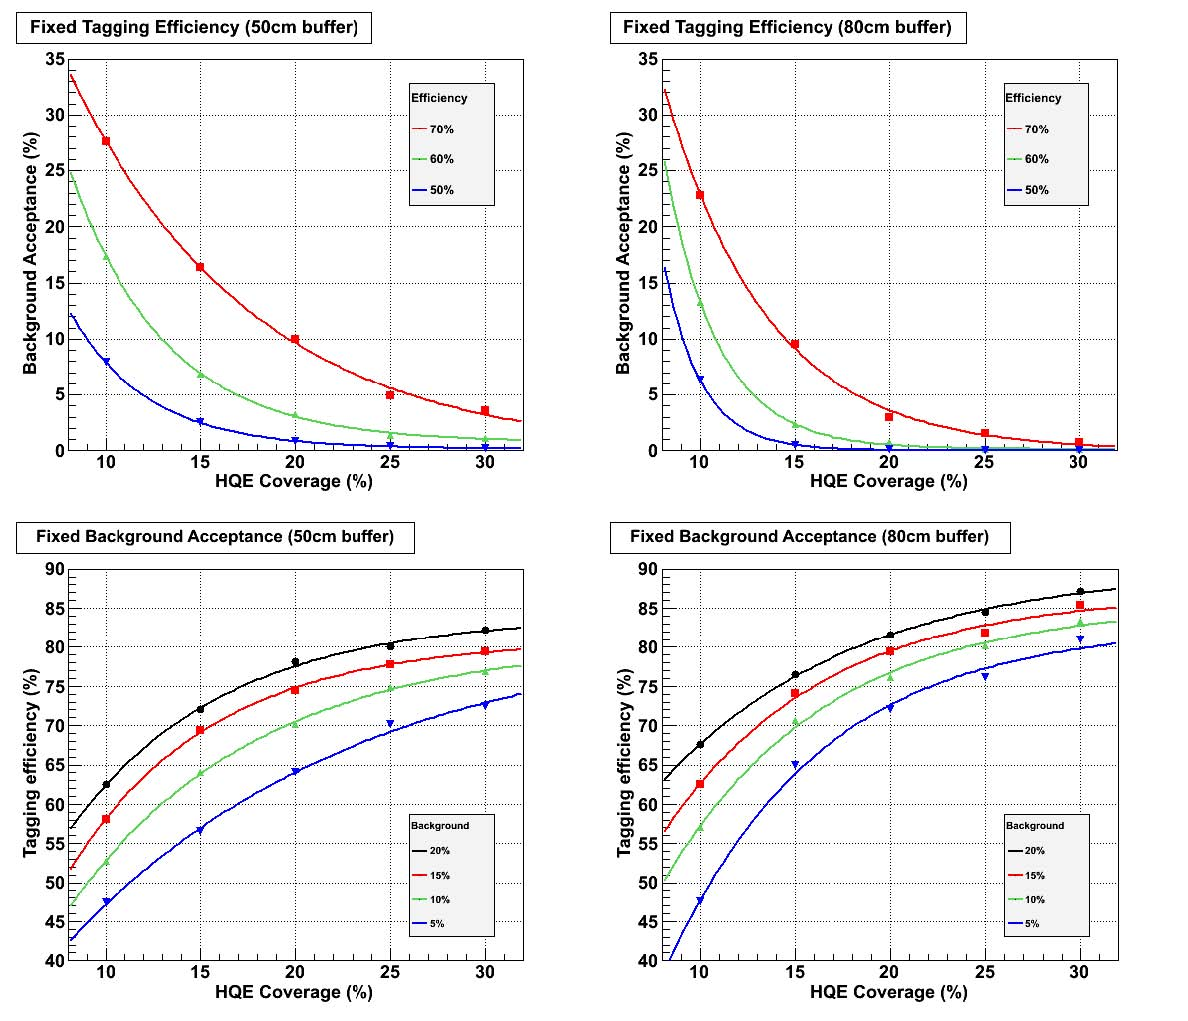 Fixed Tagging Efficiency (50cm buffer)
Background Acceptance (%)
35
30
25
20
15
10
5
0
Efficiency
70%
60%
50%
10 15 20 25 30
HQE Coverage (%)
Fixed Tagging Efficiency (80cm buffer)
Background Acceptance (%)
35
30
25
20
15
10
5
0
Efficiency
70%
60%
50%
10 15 20 25 30
HQE Coverage (%)
Fixed Background Acceptance (50cm buffer)
Tagging efficiency (%)
90
85
80
75
70
65
60
55
50
45
40
Background
20%
15%
10%
5%
10 15 20 25 30
HQE Coverage (%)
Fixed Background Acceptance (80cm buffer)
Tagging efficiency (%)
90
85
80
75
70
65
60
55
50
45
40
Background
20%
15%
10%
5%
10 15 20 25 30
HQE Coverage (%)